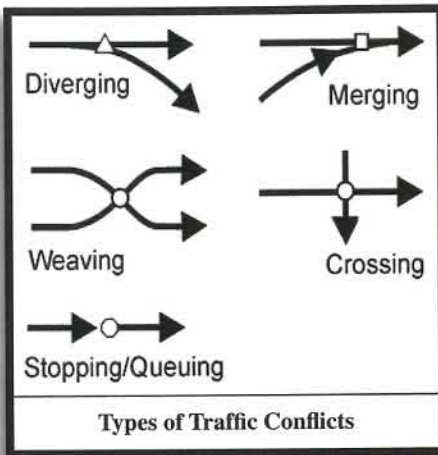 Diverging
Merging
Weaving
Crossing
Stopping/Queuing
Types of Traffic Conflicts